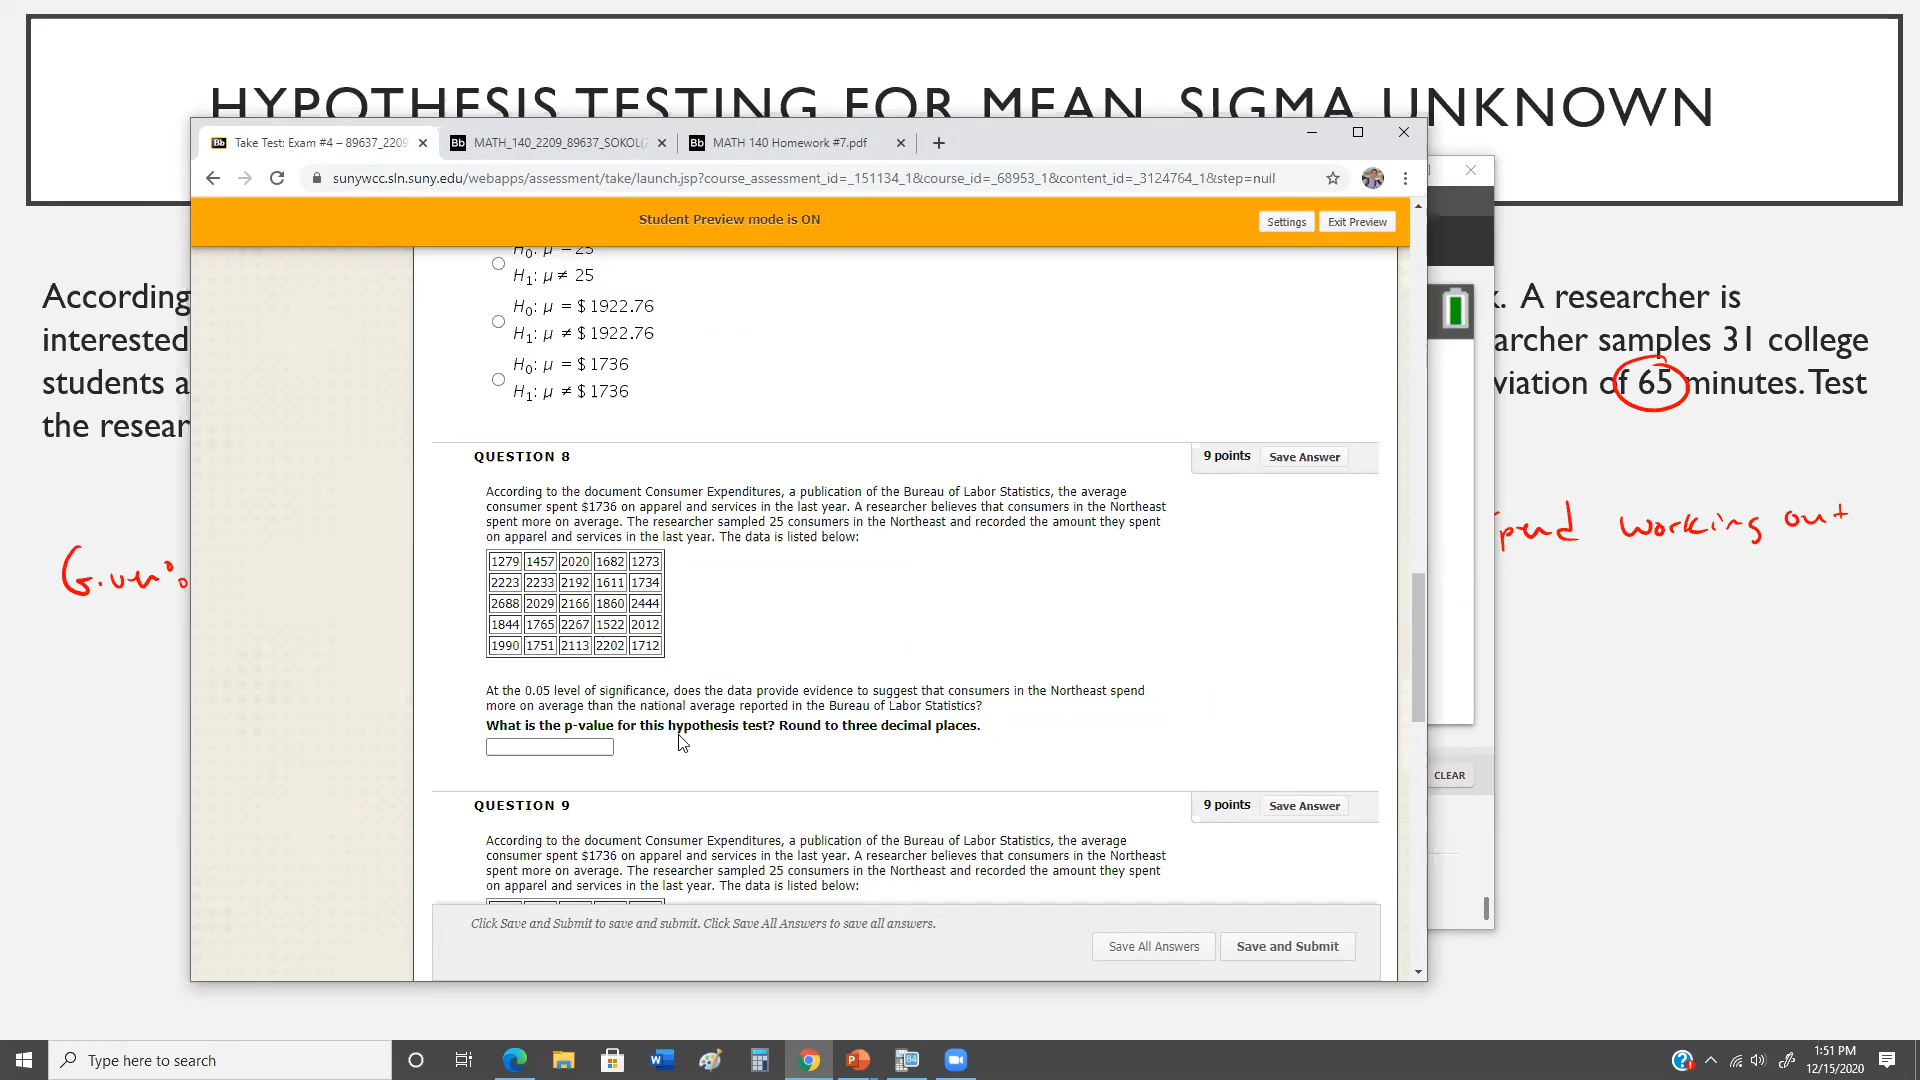 HYPOTHESIS TESTING FOR MEAN, SIGMA UNKNOWN
Take Test: Exam #4 – 89637_2209
MATH_140_2209_89637_SOKOL(
MATH 140 Homework #7.pdf
sunywcc.sln.suny.edu/webapps/assessment/take/launch.jsp?course_assessment_id=_151134_1&course_id=_68953_1&content_id=_3124764_1&step=null
Student Preview mode is ON
Settings
Exit Preview
According
. A researcher is
interested
archer samples 31 college
students a
viation of 65 minutes. Test
the resear
H0: μ = 25
H1: μ ≠ 25
H0: μ = $ 1922.76
H1: μ ≠ $ 1922.76
H0: μ = $ 1736
H1: μ ≠ $ 1736
QUESTION 8
9 points
Save Answer
According to the document Consumer Expenditures, a publication of the Bureau of Labor Statistics, the average
consumer spent $1736 on apparel and services in the last year. A researcher believes that consumers in the Northeast
spent more on average. The researcher sampled 25 consumers in the Northeast and recorded the amount they spent
on apparel and services in the last year. The data is listed below:
1279 1457 2020 1682 1273
2223 2233 2192 1611 1734
2688 2029 2166 1860 2444
1844 1765 2267 1522 2012
1990 1751 2113 2202 1712
Given:
spend working out
At the 0.05 level of significance, does the data provide evidence to suggest that consumers in the Northeast spend
more on average than the national average reported in the Bureau of Labor Statistics?
What is the p-value for this hypothesis test? Round to three decimal places.
CLEAR
QUESTION 9
9 points
Save Answer
According to the document Consumer Expenditures, a publication of the Bureau of Labor Statistics, the average
consumer spent $1736 on apparel and services in the last year. A researcher believes that consumers in the Northeast
spent more on average. The researcher sampled 25 consumers in the Northeast and recorded the amount they spent
on apparel and services in the last year. The data is listed below:
Click Save and Submit to save and submit. Click Save All Answers to save all answers.
Save All Answers
Save and Submit
Type here to search
1:51 PM
12/15/2020